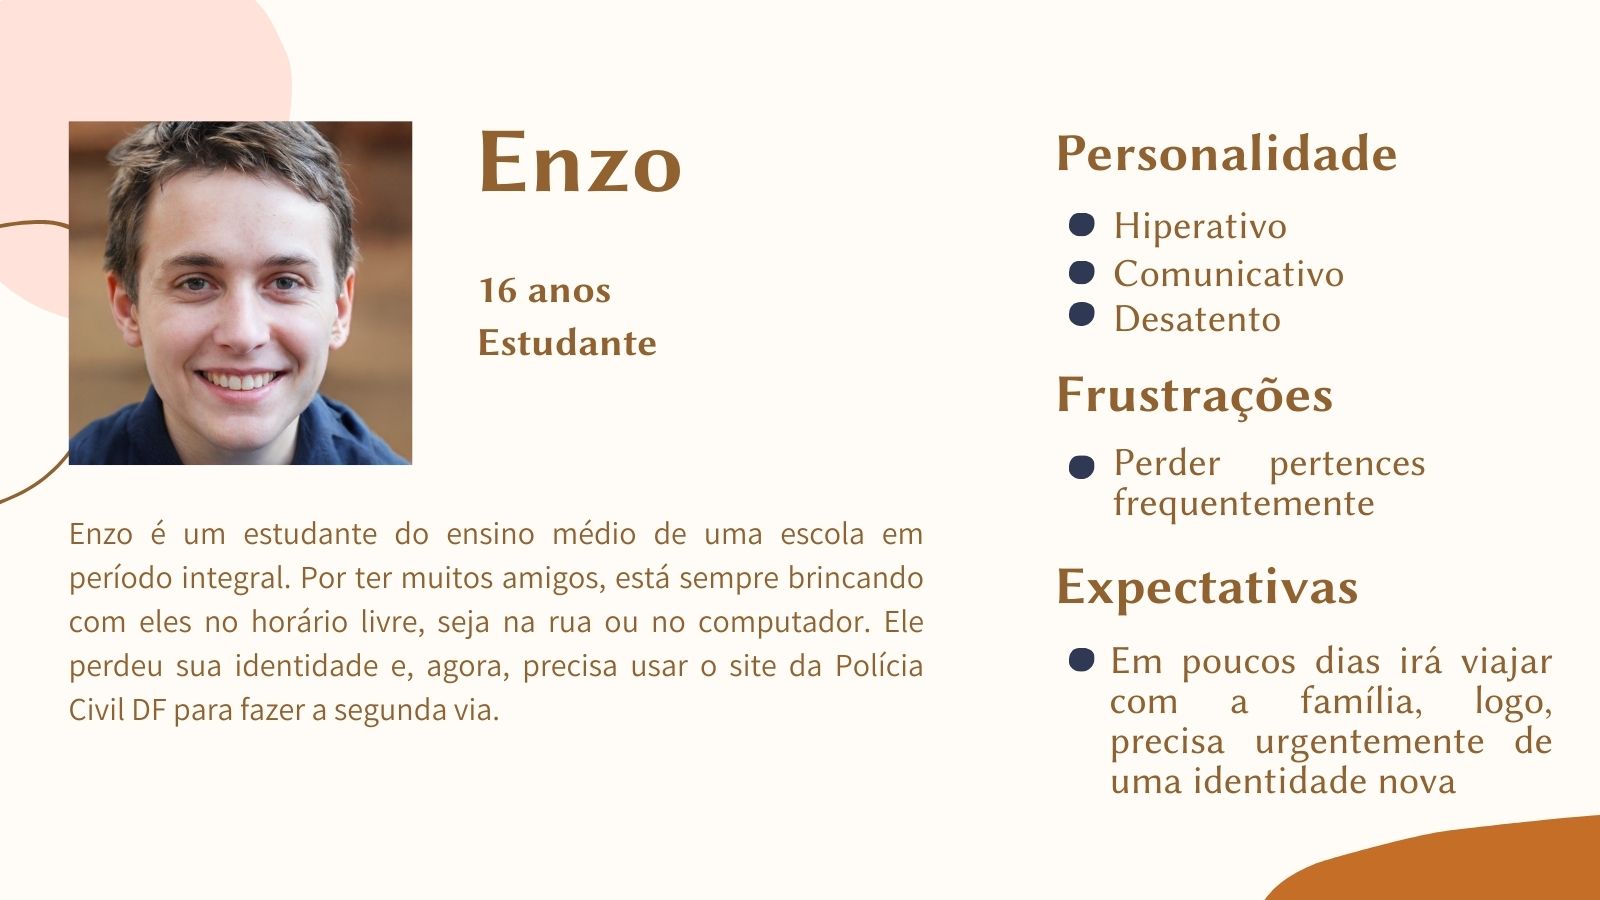 Enzo
16 anos
Estudante
Enzo é um estudante do ensino médio de uma escola em
período integral. Por ter muitos amigos, está sempre brincando
com eles no horário livre, seja na rua ou no computador. Ele
perdeu sua identidade e, agora, precisa usar o site da Polícia
Civil DF para fazer a segunda via.
Personalidade
Hiperativo
Comunicativo
Desatento
Frustrações
Perder pertences
frequentemente
Expectativas
Em poucos dias irá viajar
com a família, logo,
precisa urgentemente de
uma identidade nova